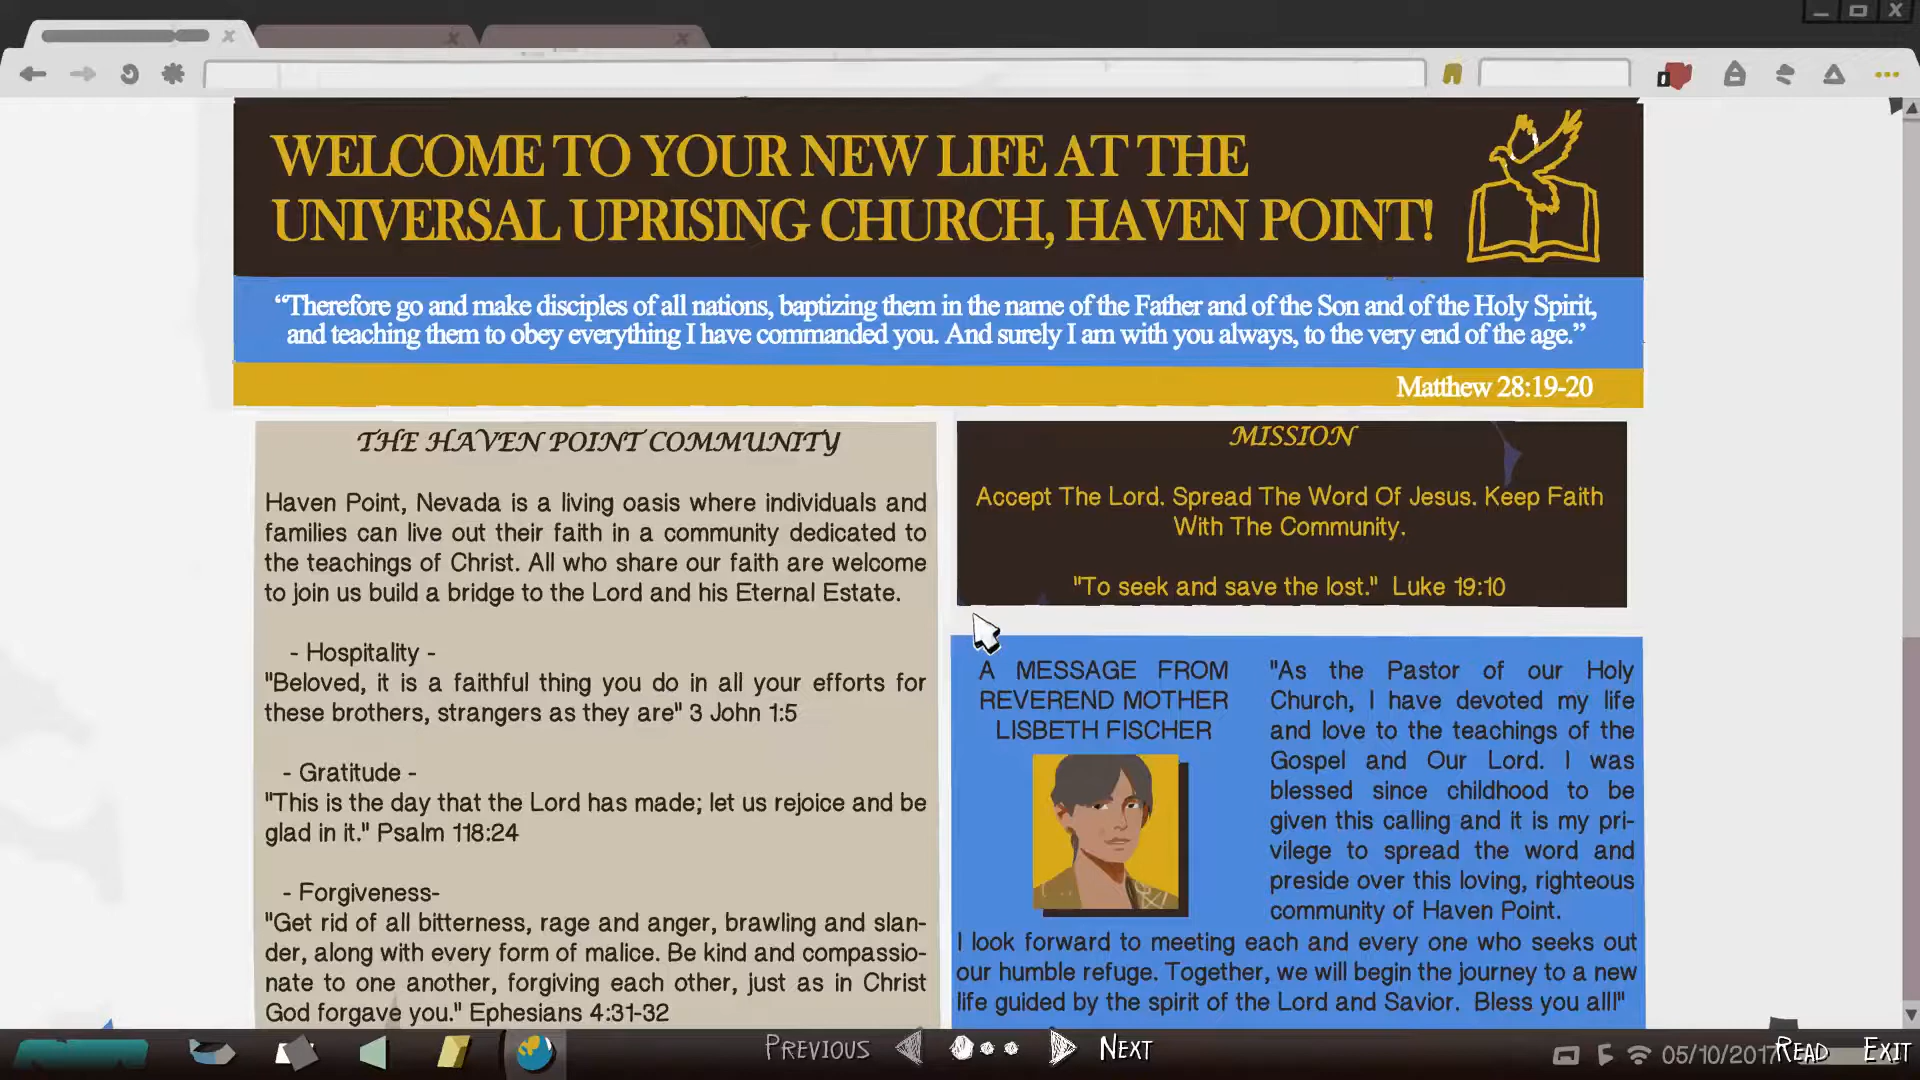 WELCOME TO YOUR NEW LIFE AT THE
UNIVERSAL UPRISING CHURCH, HAVEN POINT!
“Therefore go and make disciples of all nations, baptizing them in the name of the Father and of the Son and of the Holy Spirit,
and teaching them to obey everything I have commanded you. And surely I am with you always, to the very end of the age.”
Matthew 28:19-20
THE HAVEN POINT COMMUNITY
Haven Point, Nevada is a living oasis where individuals and
families can live out their faith in a community dedicated to
the teachings of Christ. All who share our faith are welcome
to join us build a bridge to the Lord and his Eternal Estate.
- Hospitality -
"Beloved, it is a faithful thing you do in all your efforts for
these brothers, strangers as they are" 3 John 1:5
- Gratitude -
"This is the day that the Lord has made; let us rejoice and be
glad in it." Psalm 118:24
- Forgiveness-
"Get rid of all bitterness, rage and anger, brawling and slan-
der, along with every form of malice. Be kind and compassio-
nate to one another, forgiving each other, just as in Christ
God forgave you." Ephesians 4:31-32
MISSION
Accept The Lord. Spread The Word Of Jesus. Keep Faith
With The Community.
"To seek and save the lost." Luke 19:10
A MESSAGE FROM
REVEREND MOTHER
LISBETH FISCHER
"As the Pastor of our Holy
Church, I have devoted my life
and love to the teachings of the
Gospel and Our Lord. I was
blessed since childhood to be
given this calling and it is my pri-
vilege to spread the word and
preside over this loving, righteous
community of Haven Point.
I look forward to meeting each and every one who seeks out
our humble refuge. Together, we will begin the journey to a new
life guided by the spirit of the Lord and Savior. Bless you all!"
PREVIOUS
NEXT
05/10/2017
READ
EXIT